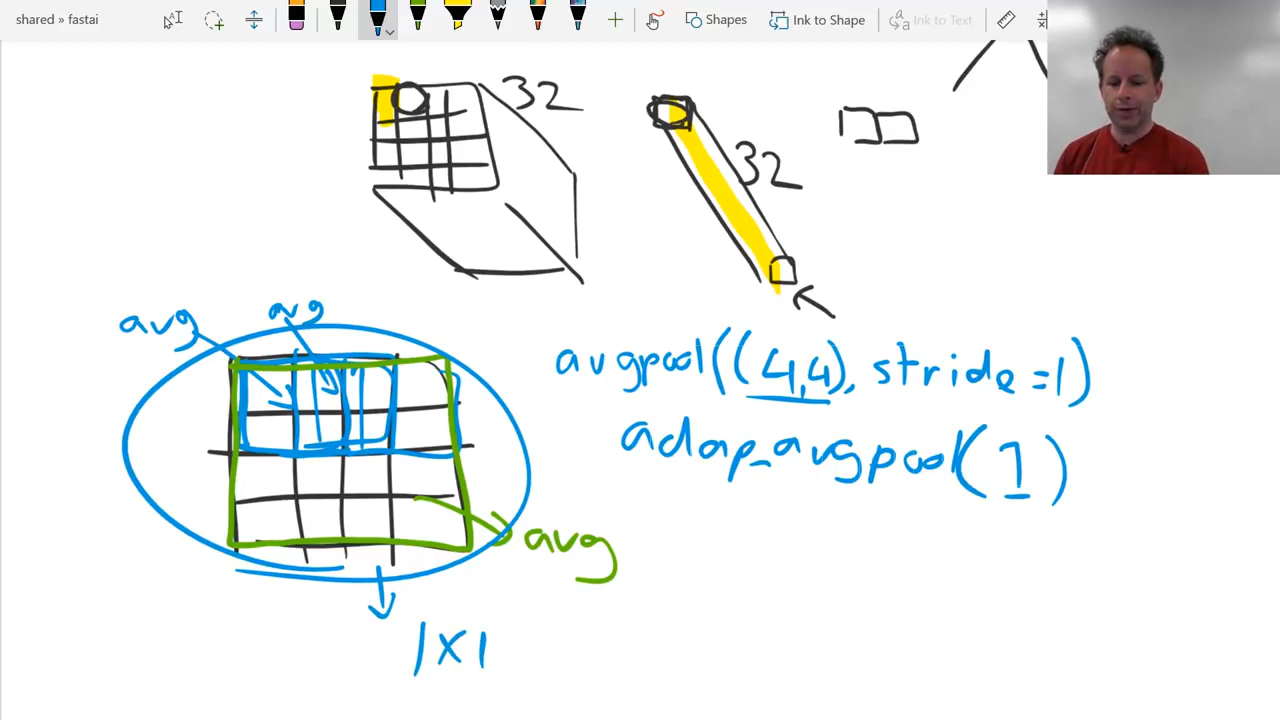 shared » fastai
Shapes
Ink to Shape
Ink to Text
32
32
avg
avg
avgpool((4,4), stride=1)
adap_avgpool(1)
avg
1x1